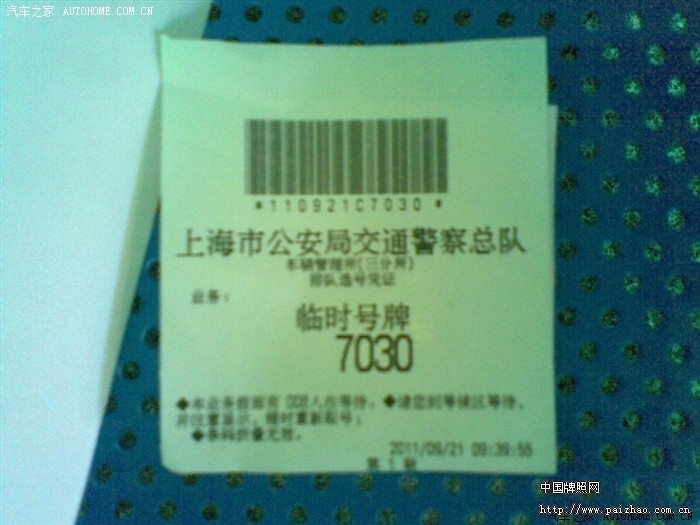 汽车之家 AUTOHOME.COM.CN
*110921C7030*
上海市公安局交通警察总队
车辆管理所(三分所)
排队选号凭证
业务:
临时号牌
7030
◆本业务前面有 008人在等待。◆请您到等候区等待,
并注意显示,错时重新取号;
◆条码折叠无效。
2011/09/21 09:39:55
第 1 联
中国牌照网
http://www.paizhao.com.cn/
AUTOHOME.COM.CN